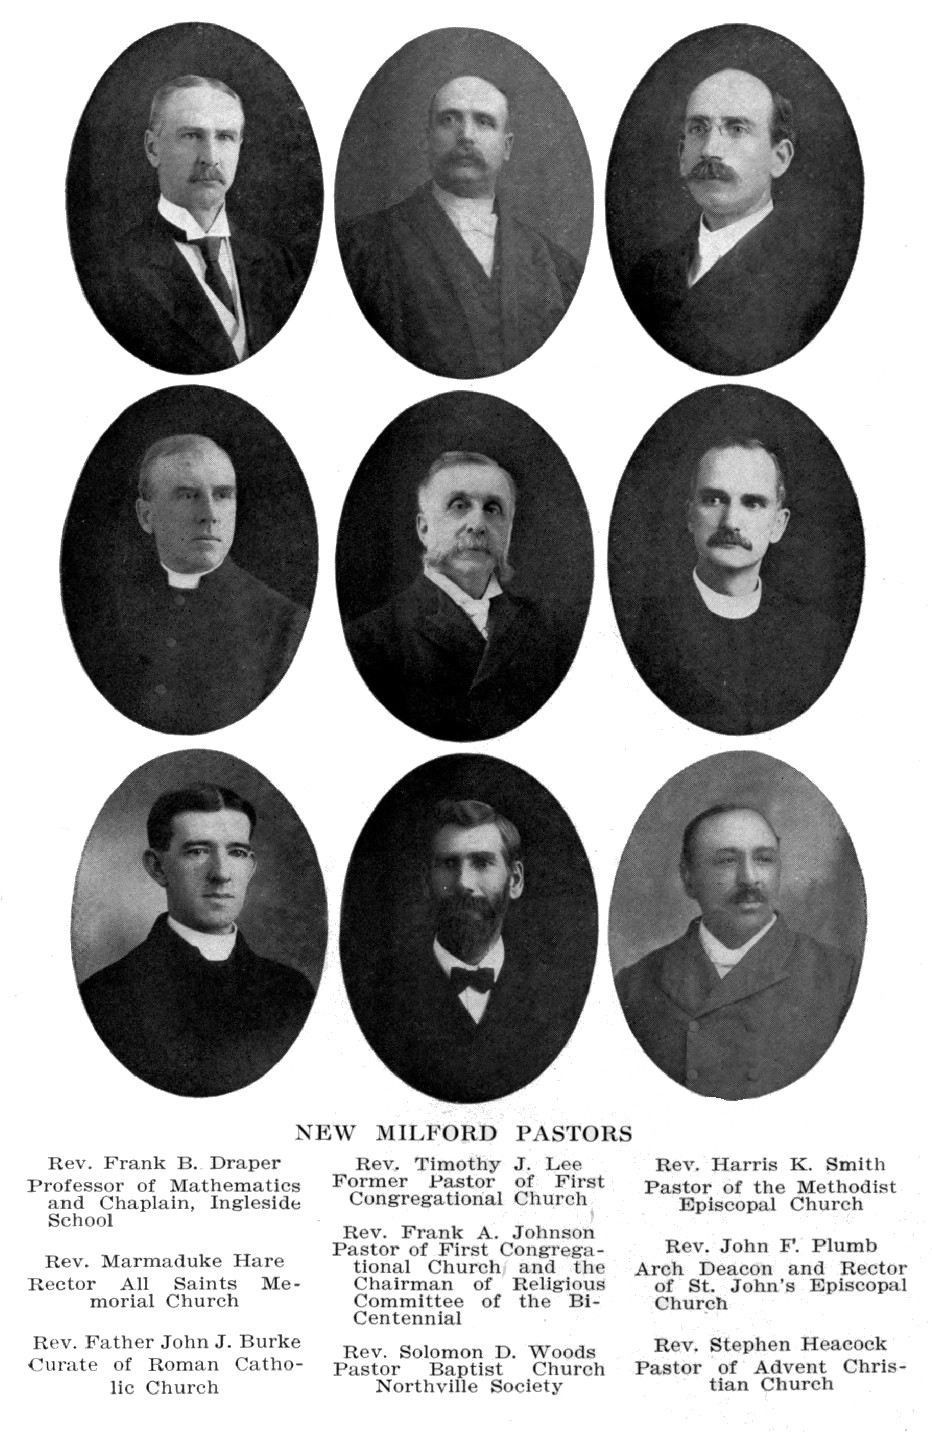 NEW MILFORD PASTORS
Rev. Frank B. Draper
Professor of Mathematics
and Chaplain, Ingleside
School
Rev. Marmaduke Hare
Rector All Saints Me-
morial Church
Rev. Father John J. Burke
Curate of Roman Catho-
lic Church
Rev. Timothy J. Lee
Former Pastor of First
Congregational Church
Rev. Frank A. Johnson
Pastor of First Congrega-
tional Church and the
Chairman of Religious
Committee of the Bi-
Centennial
Rev. Solomon D. Woods
Pastor Baptist Church
Northville Society
Rev. Harris K. Smith
Pastor of the Methodist
Episcopal Church
Rev. John F. Plumb
Arch Deacon and Rector
of St. John's Episcopal
Church
Rev. Stephen Heacock
Pastor of Advent Chris-
tian Church